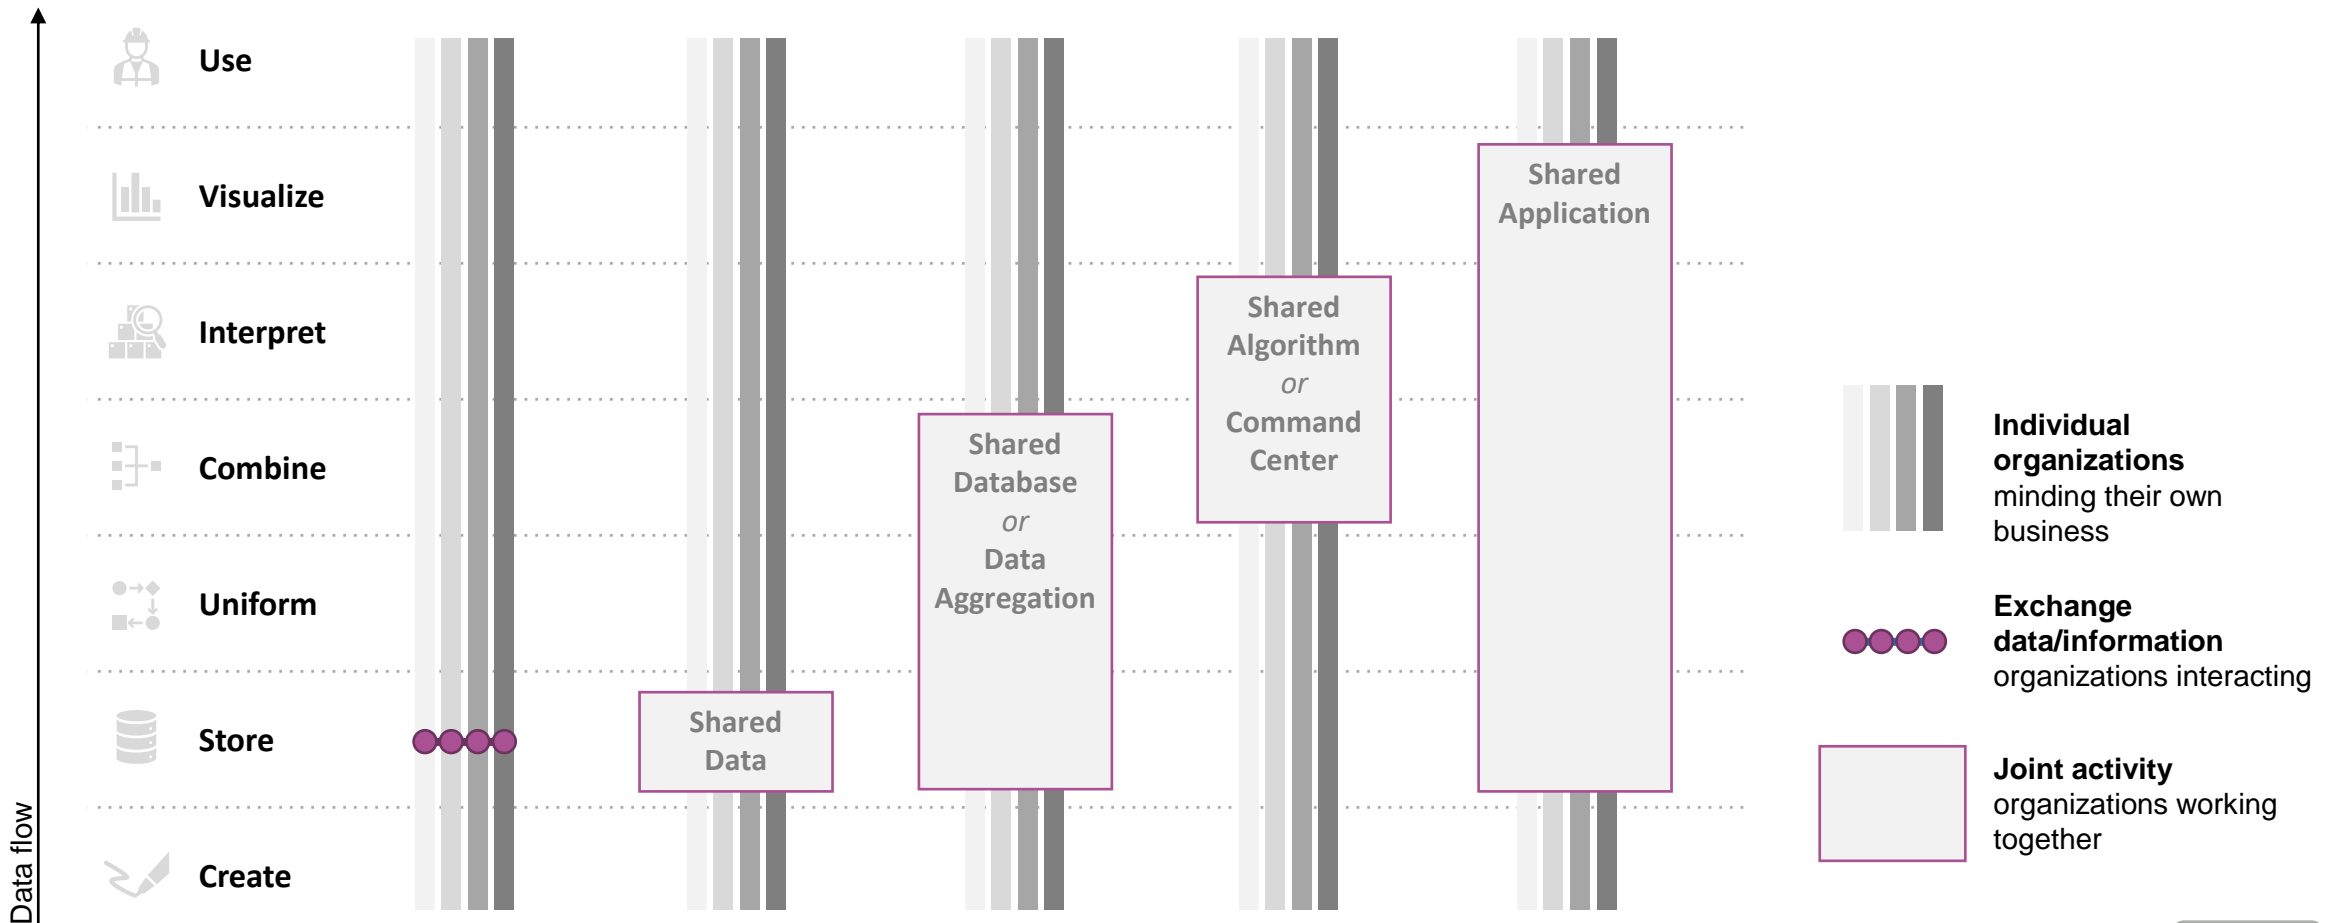 Use
Visualize
Interpret
Combine
Uniform
Store
Create
Data flow
Shared
Data
Shared
Database
or
Data
Aggregation
Shared
Algorithm
or
Command
Center
Shared
Application
Individual
organizations
minding their own
business
Exchange
data/information
organizations interacting
Joint activity
organizations working
together